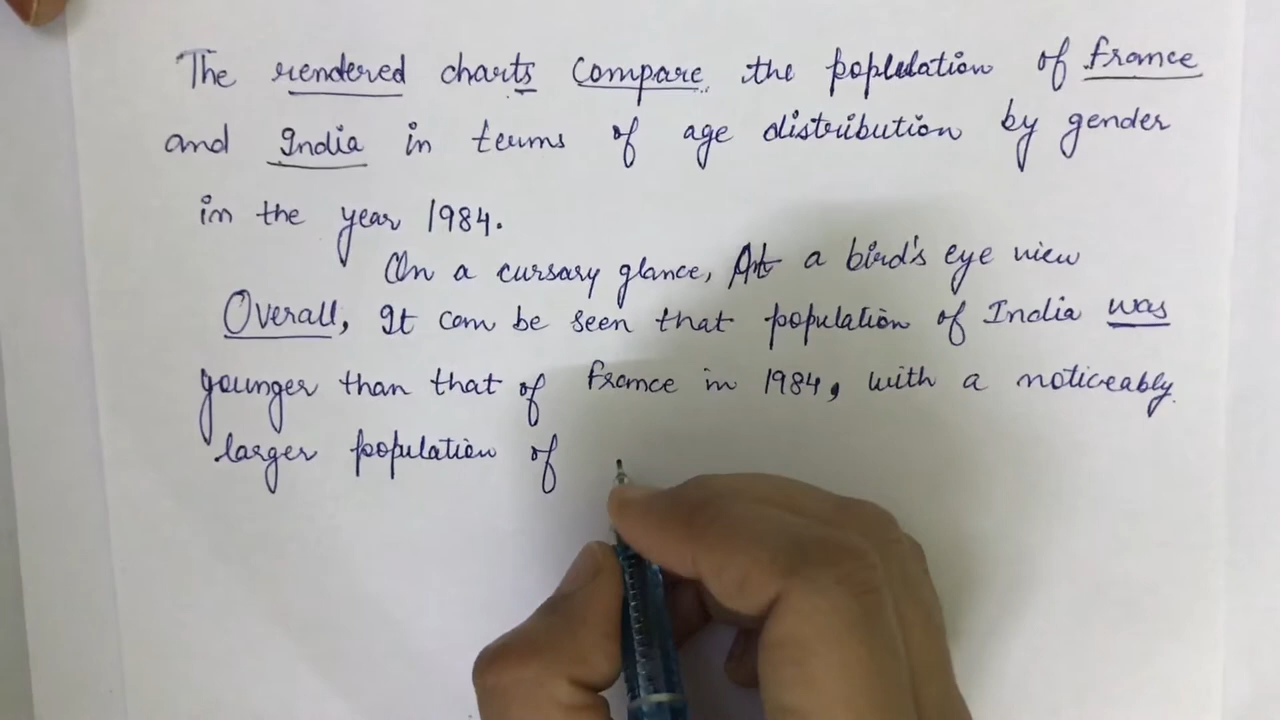 The rendered charts Compare the poplulation of france
and India in terms of age distribution by gender
in the year 1984.
On a cursary glance, At a bird's eye view
Overall, It can be seen that population of India was
younger than that of france in 1984, with a noticeably
larger population of